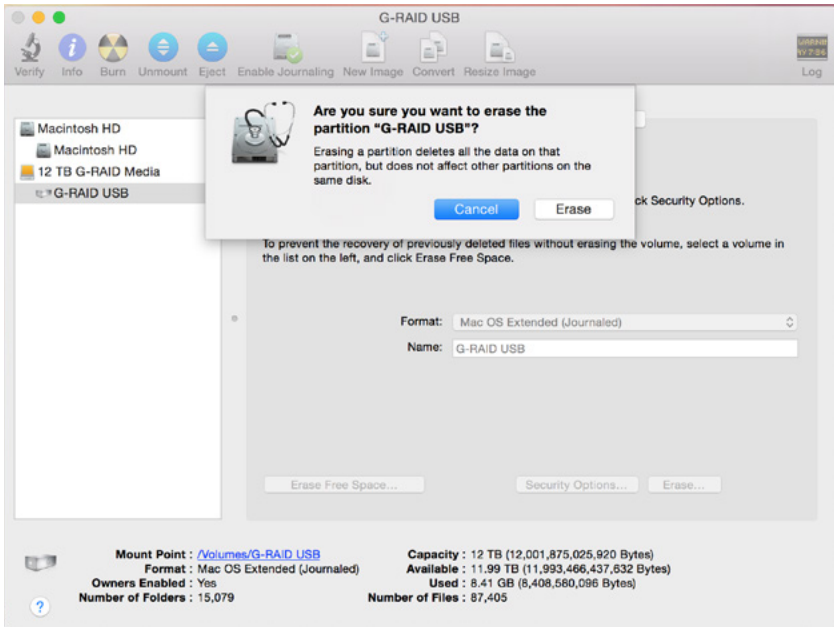 G-RAID USB
Verify Info Burn Unmount Eject Enable Journaling New Image Convert Resize Image Log
Are you sure you want to erase the
partition “G-RAID USB”?
Erasing a partition deletes all the data on that
partition, but does not affect other partitions on the
same disk.
Cancel Erase
Macintosh HD
Macintosh HD
12 TB G-RAID Media
G-RAID USB
ck Security Options.
To prevent the recovery of previously deleted files without erasing the volume, select a volume in
the list on the left, and click Erase Free Space.
Format: Mac OS Extended (Journaled)
Name: G-RAID USB
Erase Free Space... Security Options... Erase...
Mount Point : /Volumes/G-RAID USB Capacity : 12 TB (12,001,875,025,920 Bytes)
Format : Mac OS Extended (Journaled) Available : 11.99 TB (11,993,466,437,632 Bytes)
Owners Enabled : Yes Used : 8.41 GB (8,408,580,096 Bytes)
Number of Folders : 15,079 Number of Files : 87,405
?